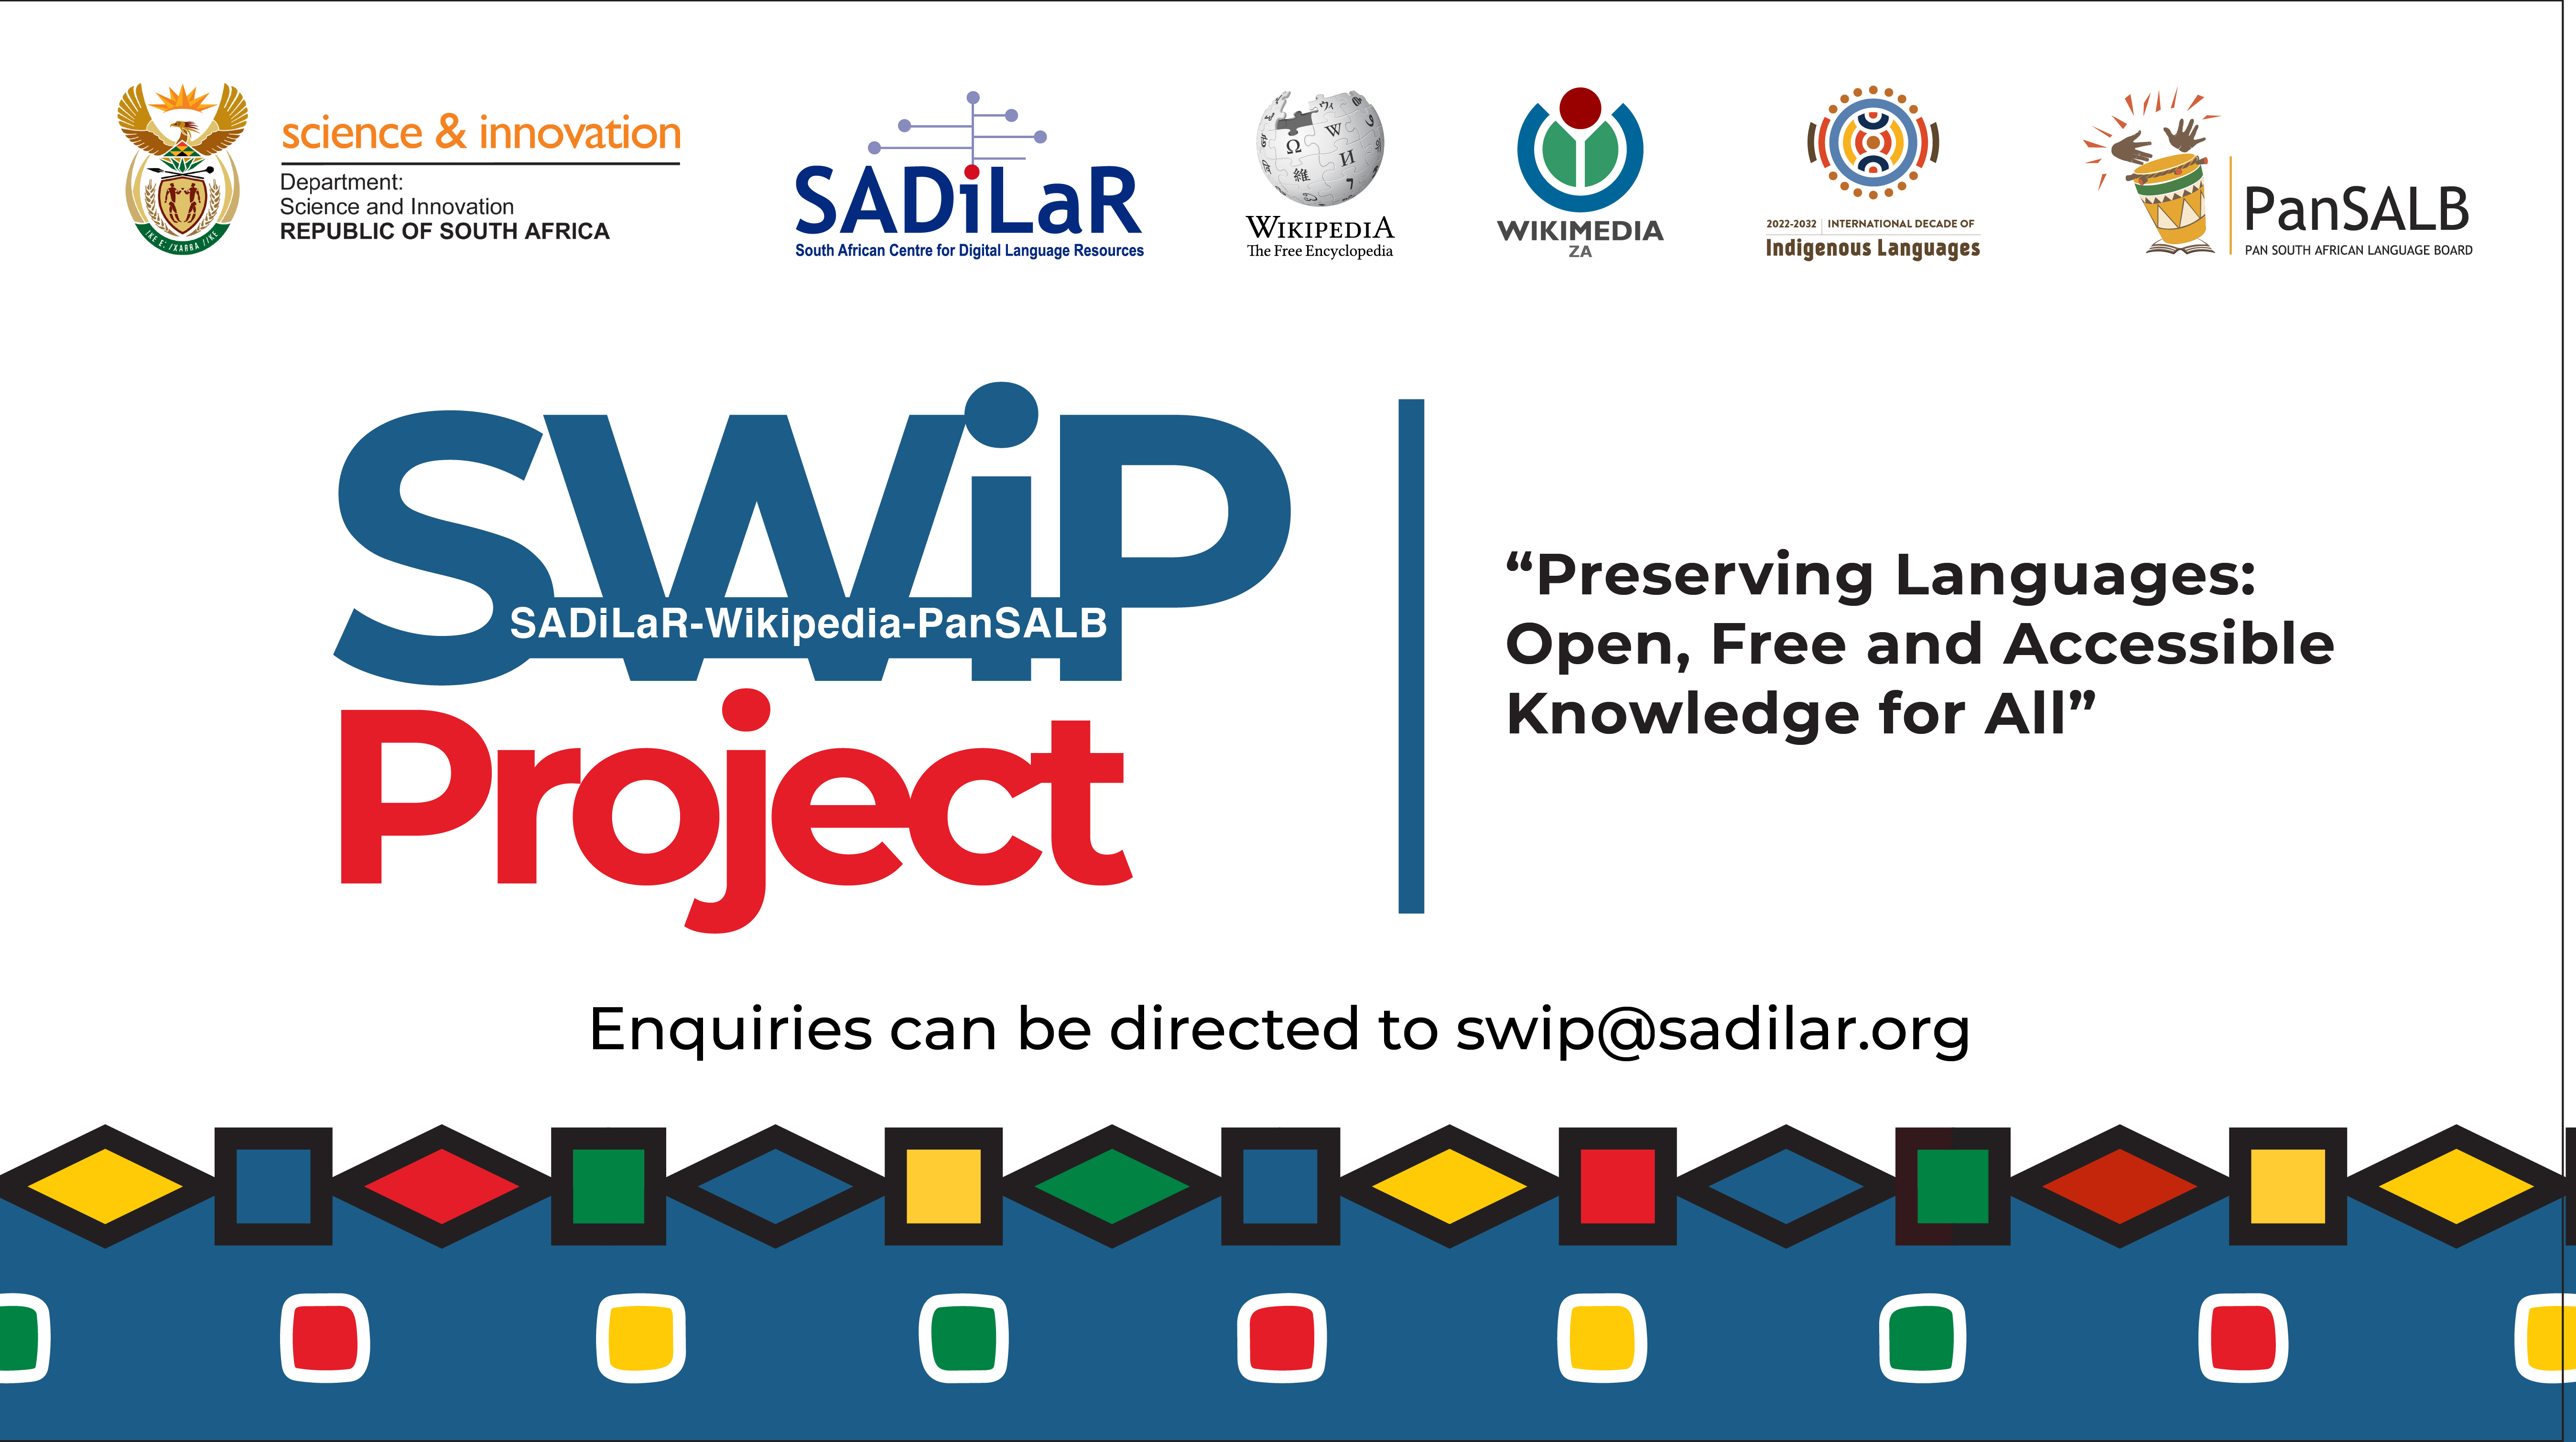 science & innovation
Department:
Science and Innovation
REPUBLIC OF SOUTH AFRICA
!KE E: /XARRA //KE
SADiLaR
South African Centre for Digital Language Resources
WIKIPEDIA
The Free Encyclopedia
WIKIMEDIA
ZA
2022-2032 | INTERNATIONAL DECADE OF
Indigenous Languages
PanSALB
PAN SOUTH AFRICAN LANGUAGE BOARD
SWiP
SADiLaR-Wikipedia-PanSALB
Project
“Preserving Languages:
Open, Free and Accessible
Knowledge for All”
Enquiries can be directed to swip@sadilar.org